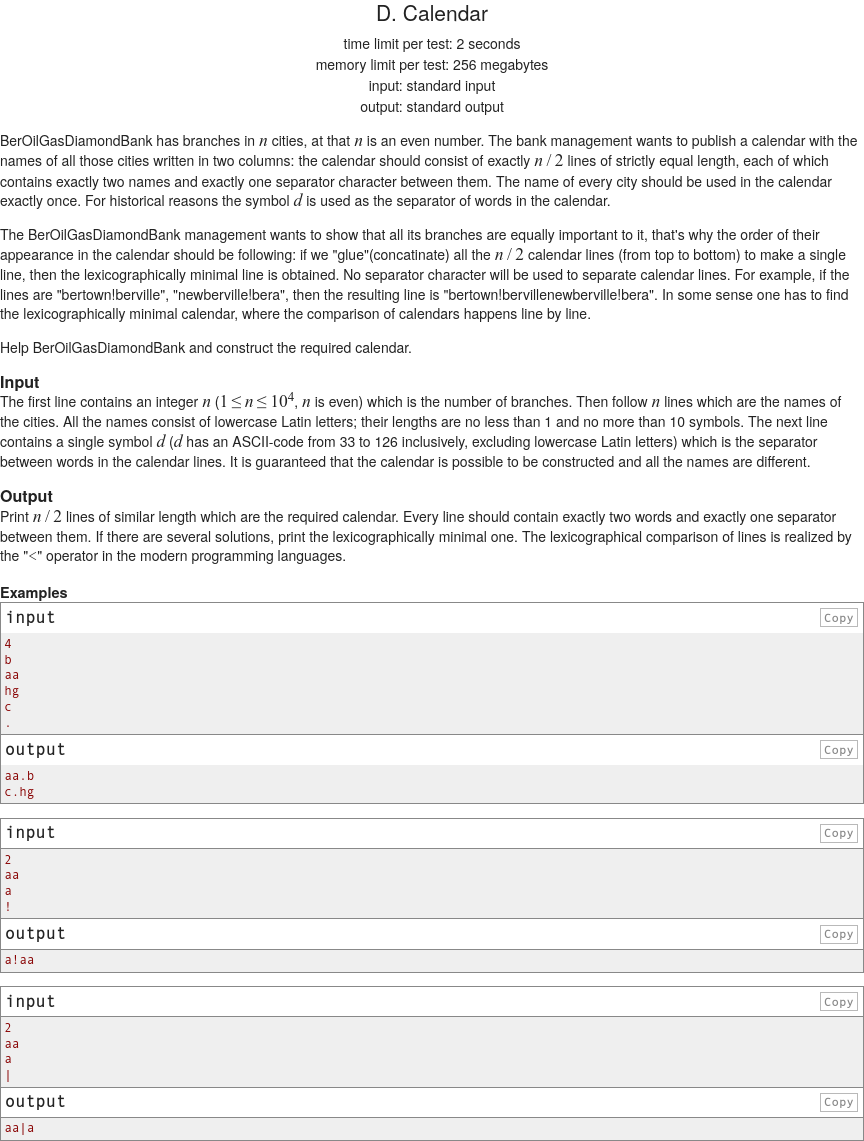 D. Calendar
time limit per test: 2 seconds
memory limit per test: 256 megabytes
input: standard input
output: standard output
BerOilGasDiamondBank has branches in n cities, at that n is an even number. The bank management wants to publish a calendar with the
names of all those cities written in two columns: the calendar should consist of exactly n / 2 lines of strictly equal length, each of which
contains exactly two names and exactly one separator character between them. The name of every city should be used in the calendar
exactly once. For historical reasons the symbol d is used as the separator of words in the calendar.
The BerOilGasDiamondBank management wants to show that all its branches are equally important to it, that's why the order of their
appearance in the calendar should be following: if we "glue"(concatinate) all the n / 2 calendar lines (from top to bottom) to make a single
line, then the lexicographically minimal line is obtained. No separator character will be used to separate calendar lines. For example, if the
lines are "bertown!berville", "newberville!bera", then the resulting line is "bertown!bervillenewberville!bera". In some sense one has to find
the lexicographically minimal calendar, where the comparison of calendars happens line by line.
Help BerOilGasDiamondBank and construct the required calendar.
Input
The first line contains an integer n (1 ≤ n ≤ 10^4, n is even) which is the number of branches. Then follow n lines which are the names of
the cities. All the names consist of lowercase Latin letters; their lengths are no less than 1 and no more than 10 symbols. The next line
contains a single symbol d (d has an ASCII-code from 33 to 126 inclusively, excluding lowercase Latin letters) which is the separator
between words in the calendar lines. It is guaranteed that the calendar is possible to be constructed and all the names are different.
Output
Print n / 2 lines of similar length which are the required calendar. Every line should contain exactly two words and exactly one separator
between them. If there are several solutions, print the lexicographically minimal one. The lexicographical comparison of lines is realized by
the "<" operator in the modern programming languages.
Examples
input Copy
4
b
aa
hg
c
.
output Copy
aa.b
c.hg
input Copy
2
aa
a
!
output Copy
a!aa
input Copy
2
aa
a
|
output Copy
aa|a